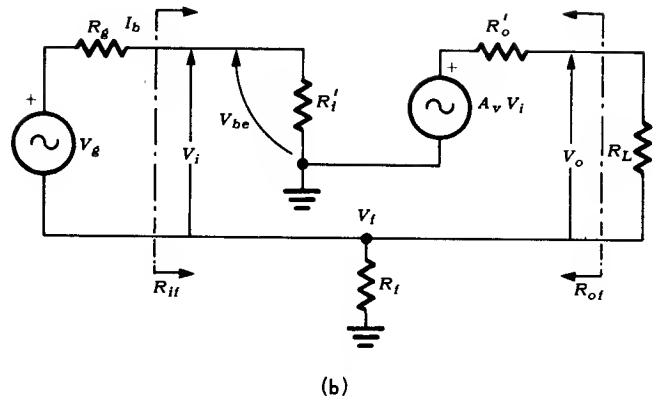 R_g I_b
R_o'
+
+
R_i'
A_v V_i
V_be
V_g
V_i
V_o
R_L
V_f
R_if
R_f
R_of
(b)